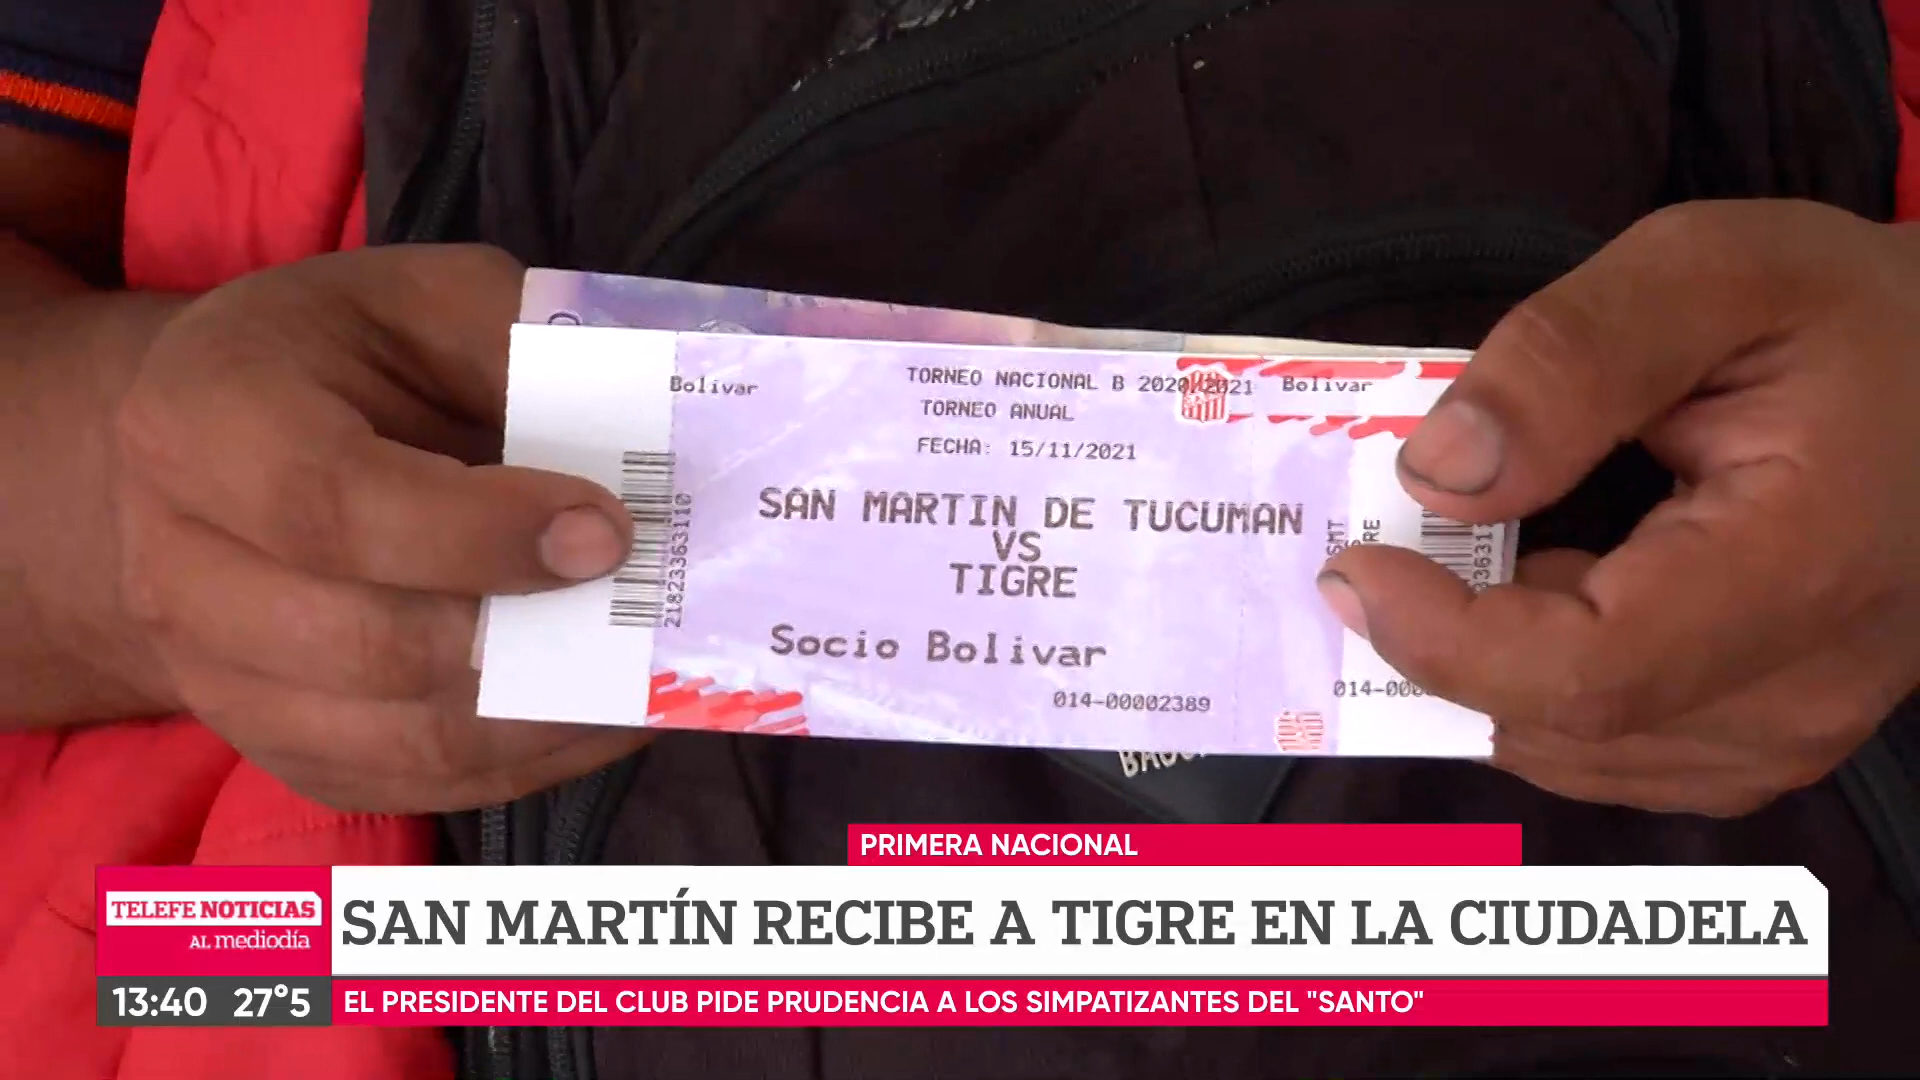 Bolivar
TORNEO NACIONAL B 2020/2021
Bolivar
TORNEO ANUAL
FECHA: 15/11/2021
SAN MARTIN DE TUCUMAN
VS
TIGRE
Socio Bolivar
014-00002389
21823363110
PRIMERA NACIONAL
TELEFE NOTICIAS
AL mediodía
SAN MARTÍN RECIBE A TIGRE EN LA CIUDADELA
13:40 27°5
EL PRESIDENTE DEL CLUB PIDE PRUDENCIA A LOS SIMPATIZANTES DEL "SANTO"